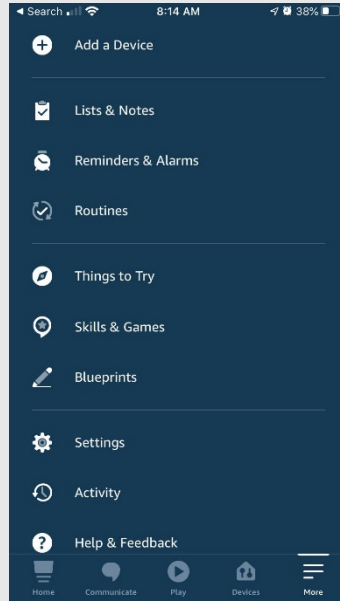 Search 8:14 AM 38%
Add a Device
Lists & Notes
Reminders & Alarms
Routines
Things to Try
Skills & Games
Blueprints
Settings
Activity
Help & Feedback
Home Communicate Play Devices More